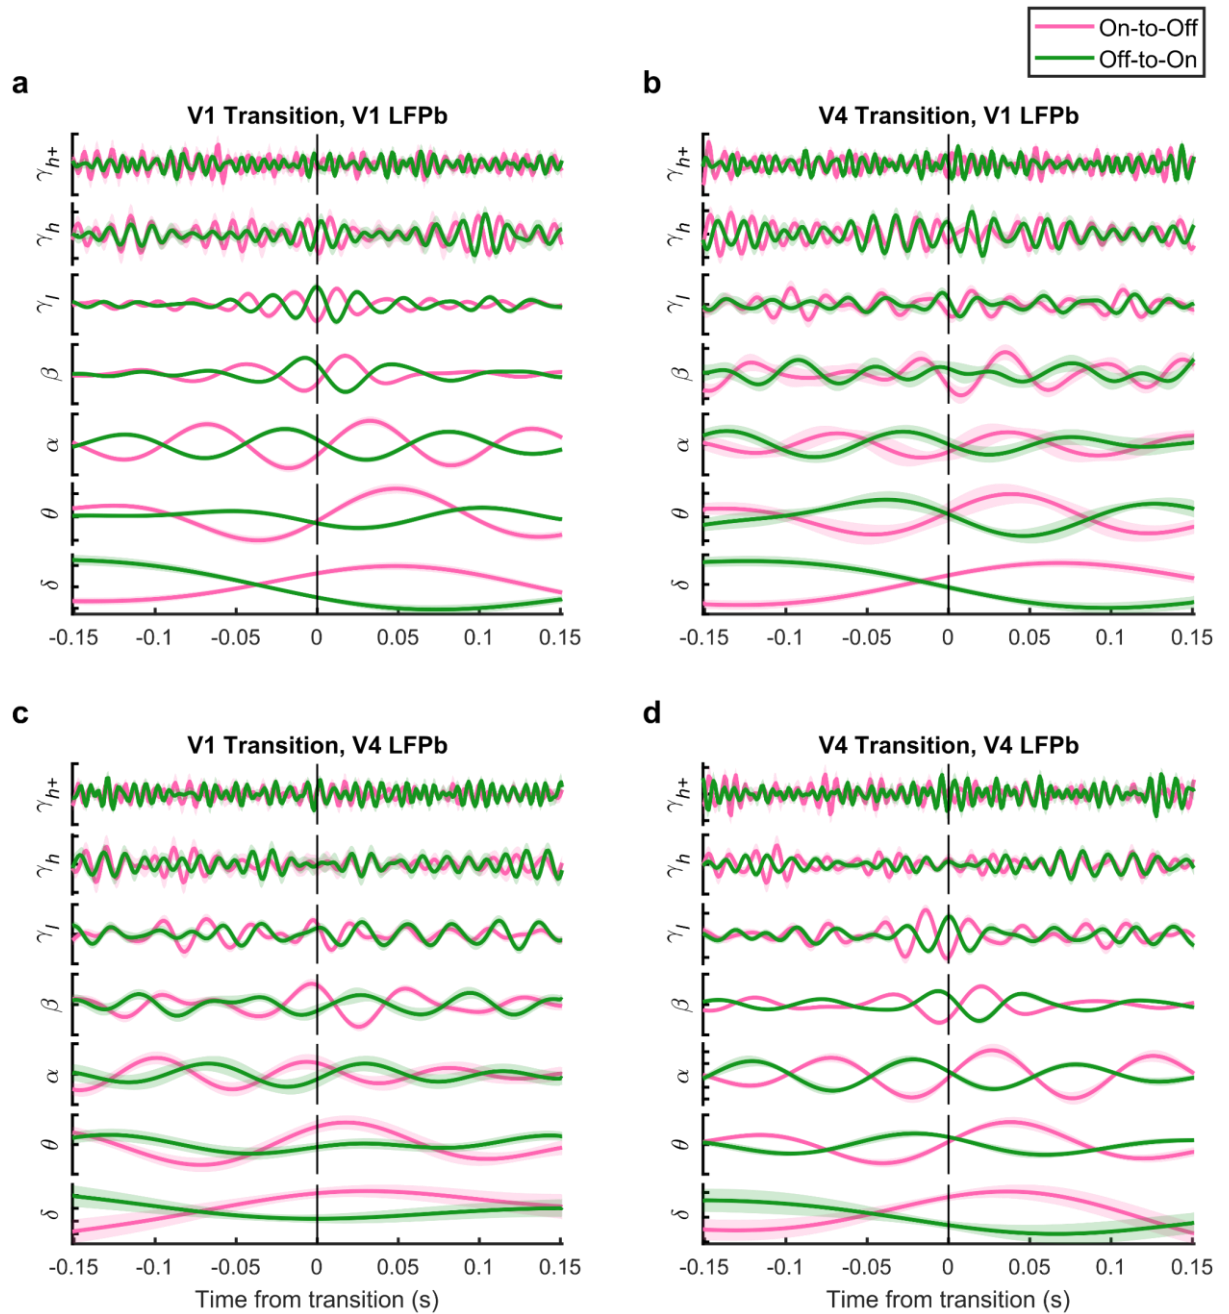 On-to-Off
Off-to-On
a
V1 Transition, V1 LFPb
γh+
γh
γl
β
α
θ
δ
-0.15 -0.1 -0.05 0 0.05 0.1 0.15
b
V4 Transition, V1 LFPb
γh+
γh
γl
β
α
θ
δ
-0.15 -0.1 -0.05 0 0.05 0.1 0.15
c
V1 Transition, V4 LFPb
γh+
γh
γl
β
α
θ
δ
-0.15 -0.1 -0.05 0 0.05 0.1 0.15
Time from transition (s)
d
V4 Transition, V4 LFPb
γh+
γh
γl
β
α
θ
δ
-0.15 -0.1 -0.05 0 0.05 0.1 0.15
Time from transition (s)